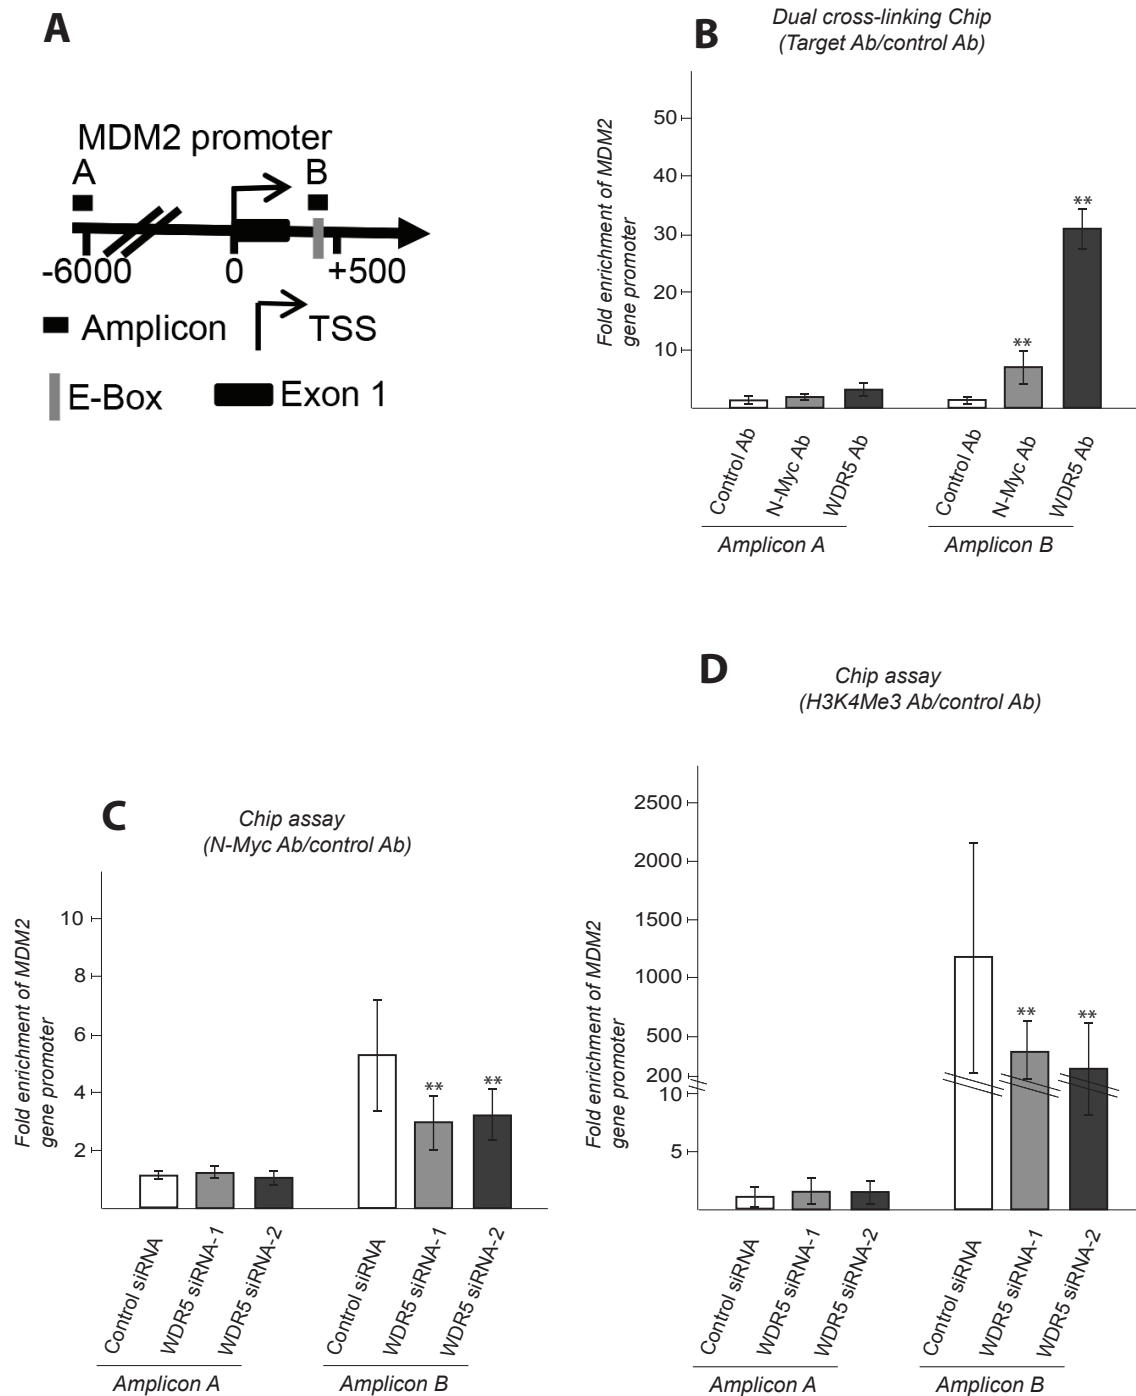 A
MDM2 promoter
A
B
-6000
0
+500
Amplicon
TSS
E-Box
Exon 1
B
Dual cross-linking Chip
(Target Ab/control Ab)
Fold enrichment of MDM2
gene promoter
50
40
30
20
10
**
**
Control Ab
N-Myc Ab
WDR5 Ab
Control Ab
N-Myc Ab
WDR5 Ab
Amplicon A
Amplicon B
C
Chip assay
(N-Myc Ab/control Ab)
Fold enrichment of MDM2
gene promoter
10
8
6
4
2
**
**
Control siRNA
WDR5 siRNA-1
WDR5 siRNA-2
Control siRNA
WDR5 siRNA-1
WDR5 siRNA-2
Amplicon A
Amplicon B
D
Chip assay
(H3K4Me3 Ab/control Ab)
Fold enrichment of MDM2
gene promoter
2500
2000
1500
1000
500
200
10
5
**
**
Control siRNA
WDR5 siRNA-1
WDR5 siRNA-2
Control siRNA
WDR5 siRNA-1
WDR5 siRNA-2
Amplicon A
Amplicon B